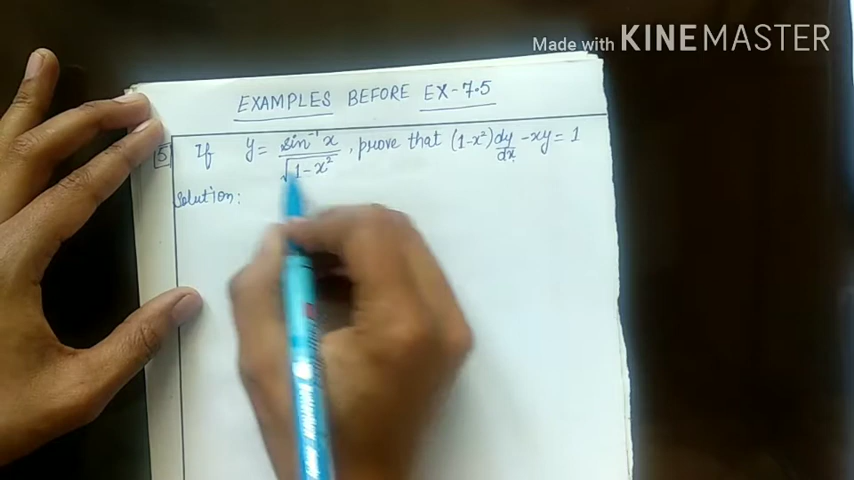 Made with KINEMASTER
EXAMPLES BEFORE EX-7.5
5 If y = sin⁻¹x / √(1-x²), prove that (1-x²) dy/dx - xy = 1
Solution: